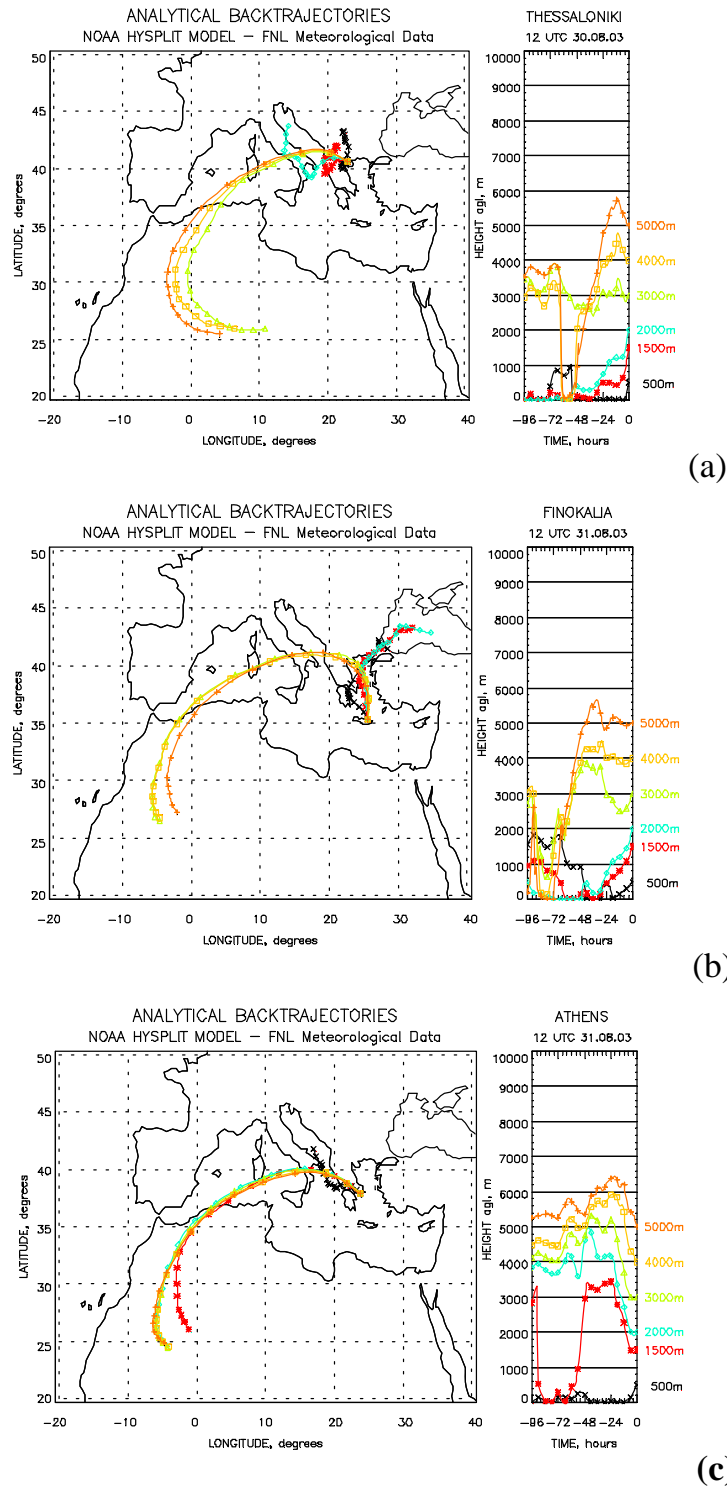 ANALYTICAL BACKTRAJECTORIES
NOAA HYSPLIT MODEL – FNL Meteorological Data
50
45
40
35
30
25
20
LATITUDE, degrees
−20 −10 0 10 20 30 40
LONGITUDE, degrees
THESSALONIKI
12 UTC 30.08.03
10000
9000
8000
7000
6000
5000
4000
3000
2000
1000
0
HEIGHT agl, m
5000m
4000m
3000m
2000m
1500m
500m
−96 −72 −48 −24 0
TIME, hours
(a)
ANALYTICAL BACKTRAJECTORIES
NOAA HYSPLIT MODEL – FNL Meteorological Data
50
45
40
35
30
25
20
LATITUDE, degrees
−20 −10 0 10 20 30 40
LONGITUDE, degrees
FINOKALIA
12 UTC 31.08.03
10000
9000
8000
7000
6000
5000
4000
3000
2000
1000
0
HEIGHT agl, m
5000m
4000m
3000m
2000m
1500m
500m
−96 −72 −48 −24 0
TIME, hours
(b)
ANALYTICAL BACKTRAJECTORIES
NOAA HYSPLIT MODEL – FNL Meteorological Data
50
45
40
35
30
25
20
LATITUDE, degrees
−20 −10 0 10 20 30 40
LONGITUDE, degrees
ATHENS
12 UTC 31.08.03
10000
9000
8000
7000
6000
5000
4000
3000
2000
1000
0
HEIGHT agl, m
5000m
4000m
3000m
2000m
1500m
500m
−96 −72 −48 −24 0
TIME, hours
(c)